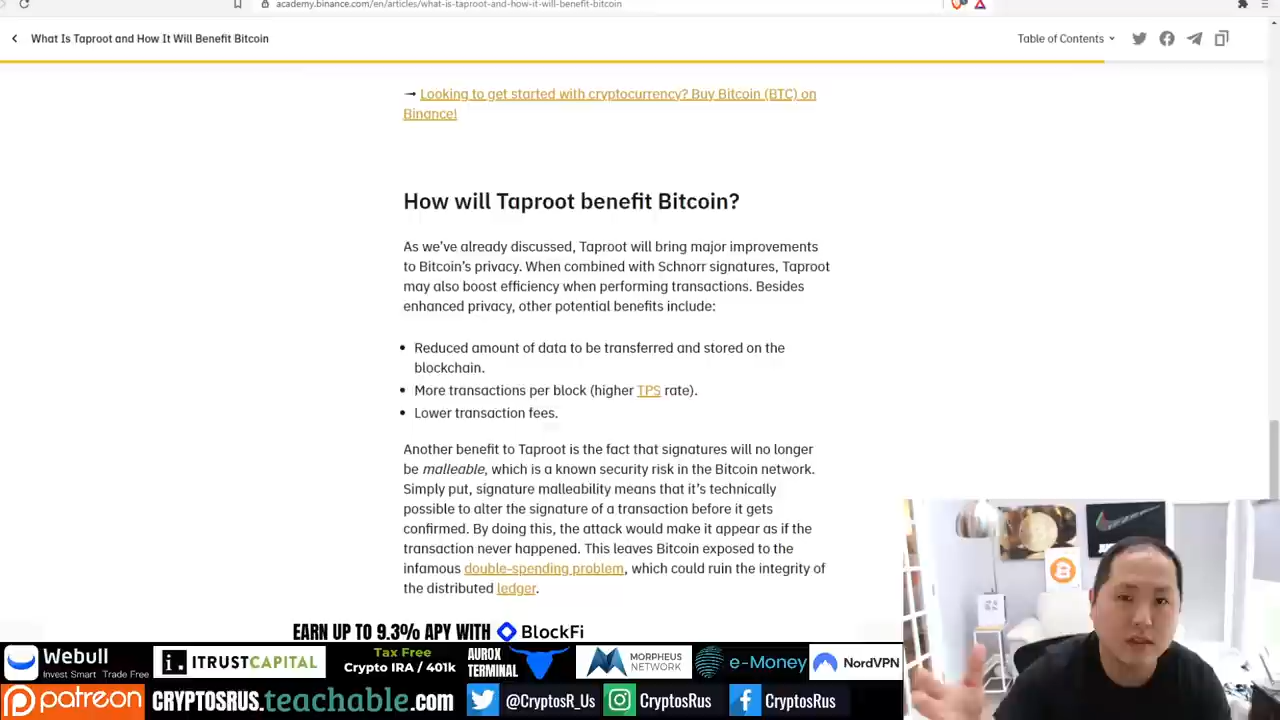 academy.binance.com/en/articles/what-is-taproot-and-how-it-will-benefit-bitcoin
What Is Taproot and How It Will Benefit Bitcoin
Table of Contents
→ Looking to get started with cryptocurrency? Buy Bitcoin (BTC) on
Binance!
How will Taproot benefit Bitcoin?
As we've already discussed, Taproot will bring major improvements
to Bitcoin's privacy. When combined with Schnorr signatures, Taproot
may also boost efficiency when performing transactions. Besides
enhanced privacy, other potential benefits include:
• Reduced amount of data to be transferred and stored on the
blockchain.
• More transactions per block (higher TPS rate).
• Lower transaction fees.
Another benefit to Taproot is the fact that signatures will no longer
be malleable, which is a known security risk in the Bitcoin network.
Simply put, signature malleability means that it's technically
possible to alter the signature of a transaction before it gets
confirmed. By doing this, the attack would make it appear as if the
transaction never happened. This leaves Bitcoin exposed to the
infamous double-spending problem, which could ruin the integrity of
the distributed ledger.
EARN UP TO 9.3% APY WITH BlockFi
Webull
Invest Smart Trade Free
i. ITRUSTCAPITAL
Tax Free
Crypto IRA / 401k
AUROX
TERMINAL
MORPHEUS
NETWORK
e-Money
NordVPN
patreon
CRYPTOSRUS.teachable.com
@CryptosR_Us
CryptosRus
CryptosRus